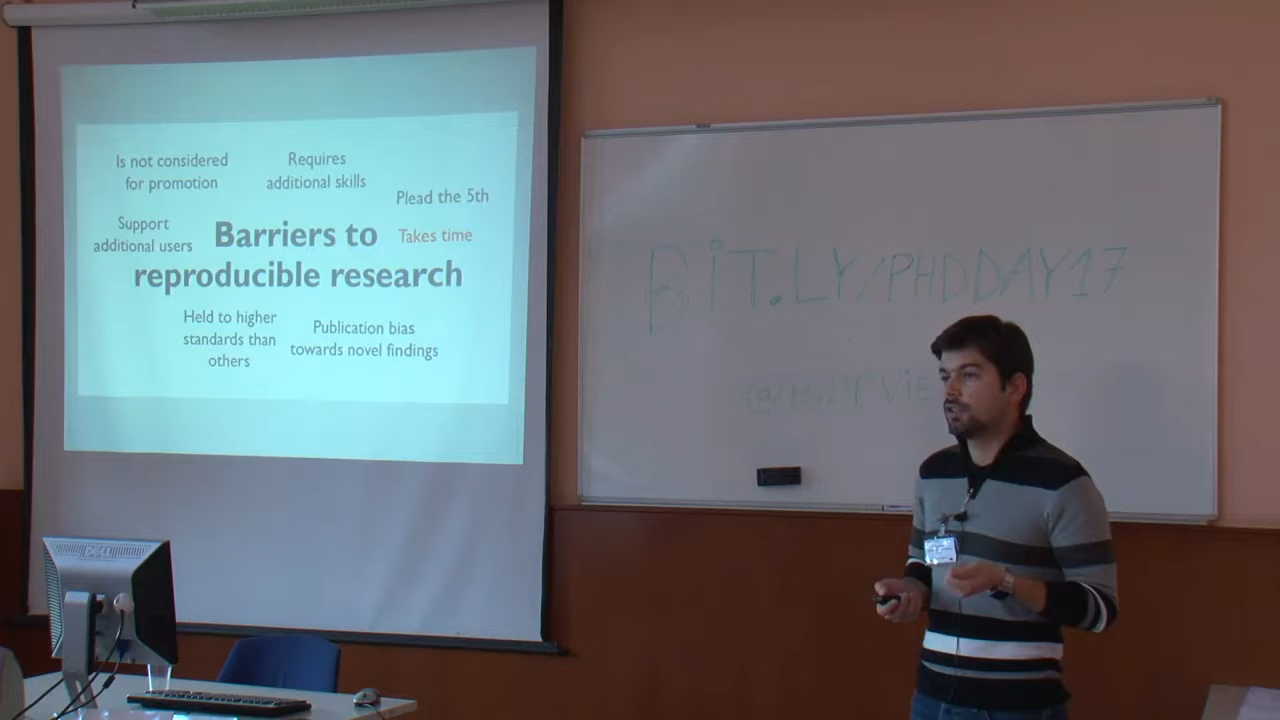 Is not considered
for promotion
Requires
additional skills
Plead the 5th
Support
additional users
Barriers to
reproducible research
Takes time
Held to higher
standards than
others
Publication bias
towards novel findings
BiT.LY/PHDDAY17